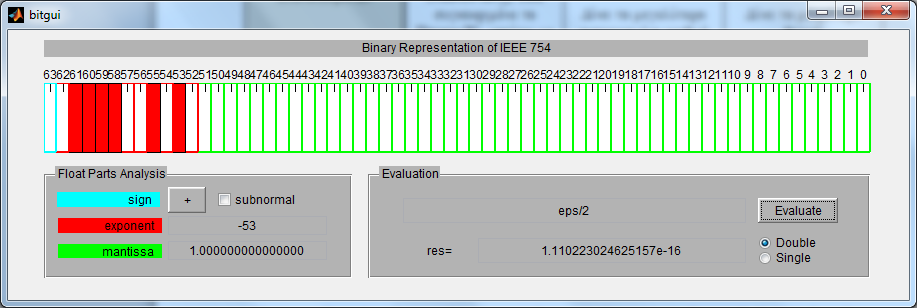 bitgui
Binary Representation of IEEE 754
63 62 61 60 59 58 57 56 55 54 53 52 51 50 49 48 47 46 45 44 43 42 41 40 39 38 37 36 35 34 33 32 31 30 29 28 27 26 25 24 23 22 21 20 19 18 17 16 15 14 13 12 11 10 9 8 7 6 5 4 3 2 1 0
Float Parts Analysis
sign + subnormal
exponent -53
mantissa 1.000000000000000
Evaluation
eps/2 Evaluate
res= 1.110223024625157e-16
Double
Single